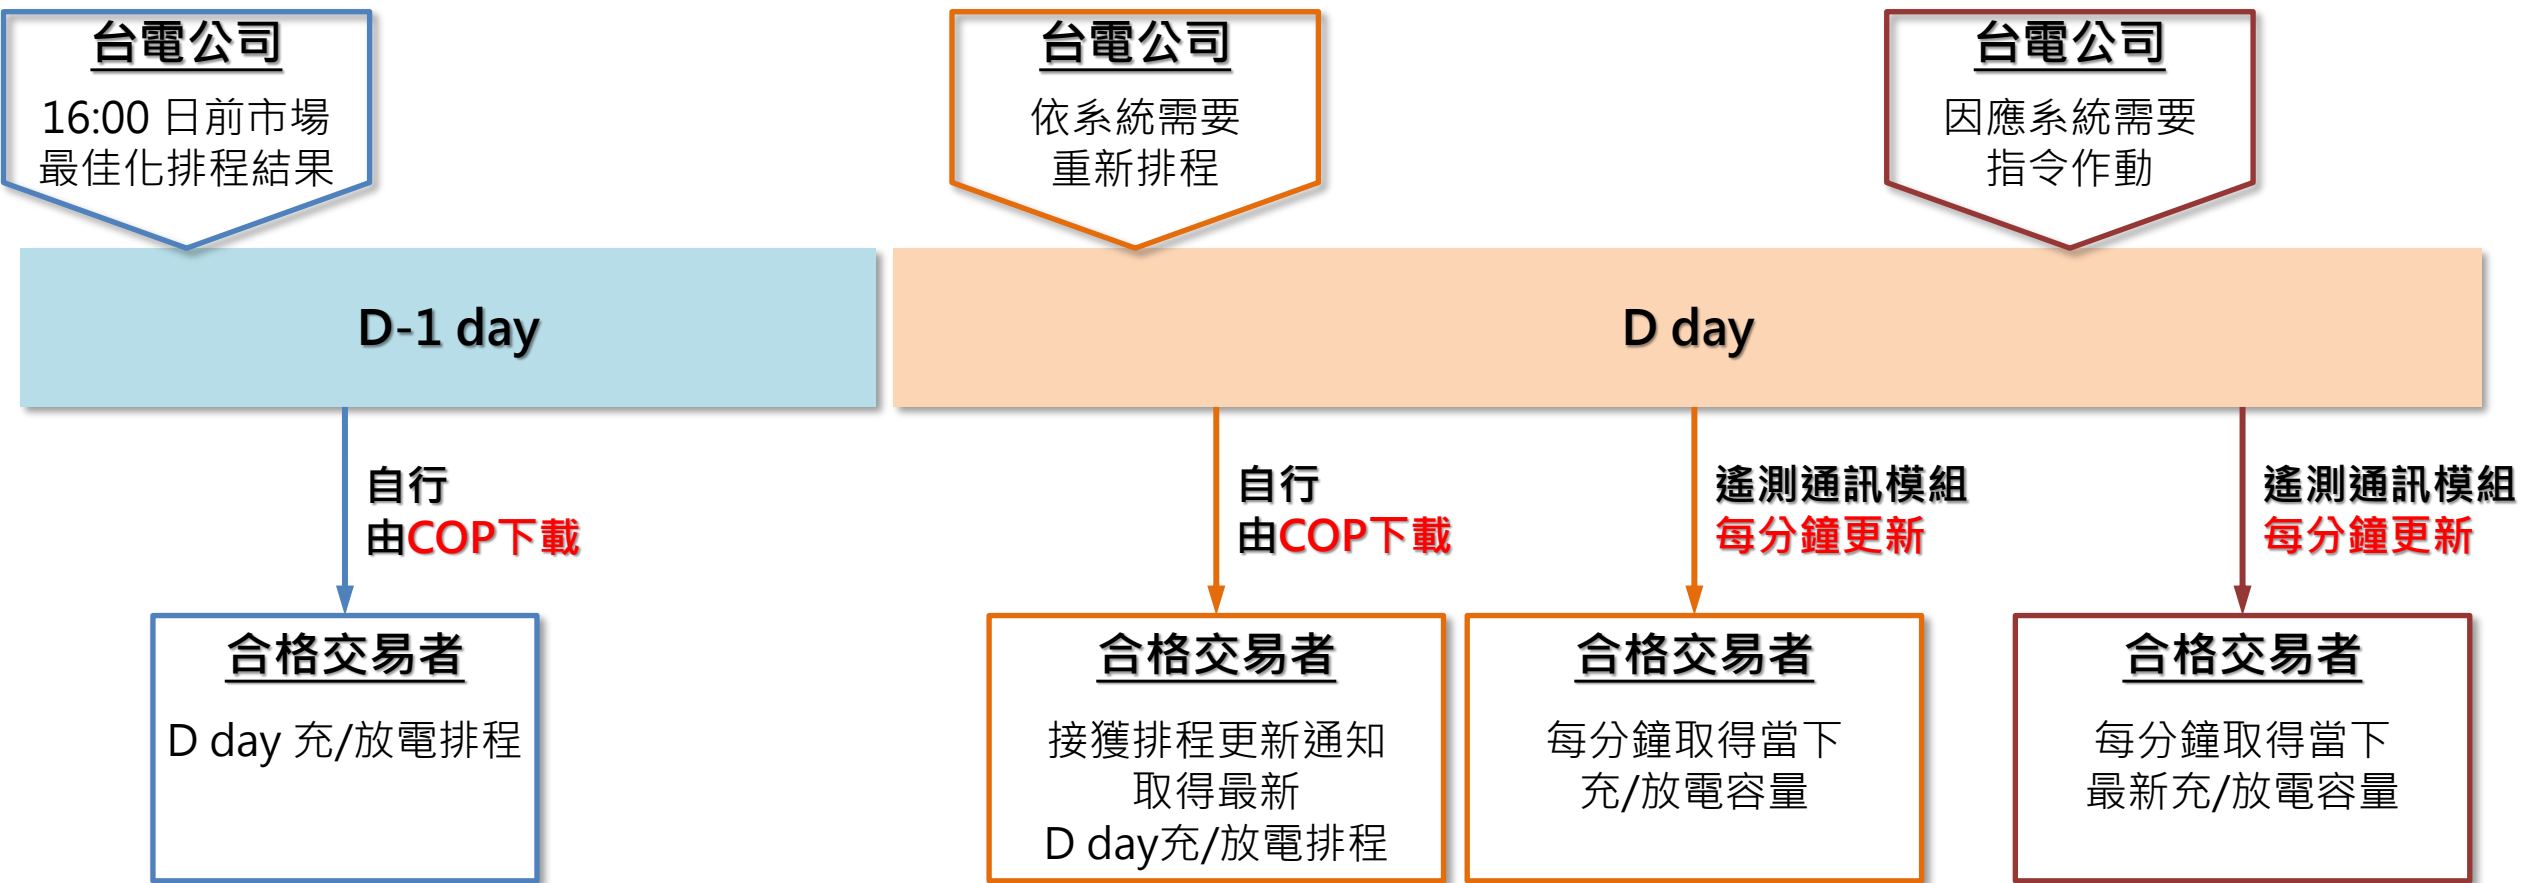 台電公司
16:00 日前市場
最佳化排程結果
台電公司
依系統需要
重新排程
台電公司
因應系統需要
指令作動
D-1 day
D day
自行
由COP下載
自行
由COP下載
遙測通訊模組
每分鐘更新
遙測通訊模組
每分鐘更新
合格交易者
D day 充/放電排程
合格交易者
接獲排程更新通知
取得最新
D day充/放電排程
合格交易者
每分鐘取得當下
充/放電容量
合格交易者
每分鐘取得當下
最新充/放電容量